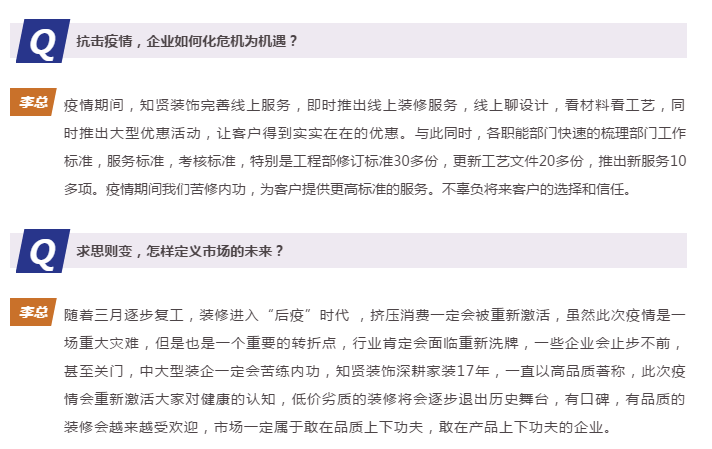 Q 抗击疫情，企业如何化危机为机遇？
李总 疫情期间，知贤装饰完善线上服务，即时推出线上装修服务，线上聊设计，看材料看工艺，同
时推出大型优惠活动，让客户得到实实在在的优惠。与此同时，各职能部门快速的梳理部门工作
标准，服务标准，考核标准，特别是工程部修订标准30多份，更新工艺文件20多份，推出新服务10
多项。疫情期间我们苦修内功，为客户提供更高标准的服务。不辜负将来客户的选择和信任。
Q 求思则变，怎样定义市场的未来？
李总 随着三月逐步复工，装修进入“后疫”时代 ，挤压消费一定会被重新激活，虽然此次疫情是一
场重大灾难，但是也是一个重要的转折点，行业肯定会面临重新洗牌，一些企业会止步不前，
甚至关门，中大型装企一定会苦练内功，知贤装饰深耕家装17年，一直以高品质著称，此次疫
情会重新激活大家对健康的认知，低价劣质的装修将会逐步退出历史舞台，有口碑，有品质的
装修会越来越受欢迎，市场一定属于敢在品质上下功夫，敢在产品上下功夫的企业。